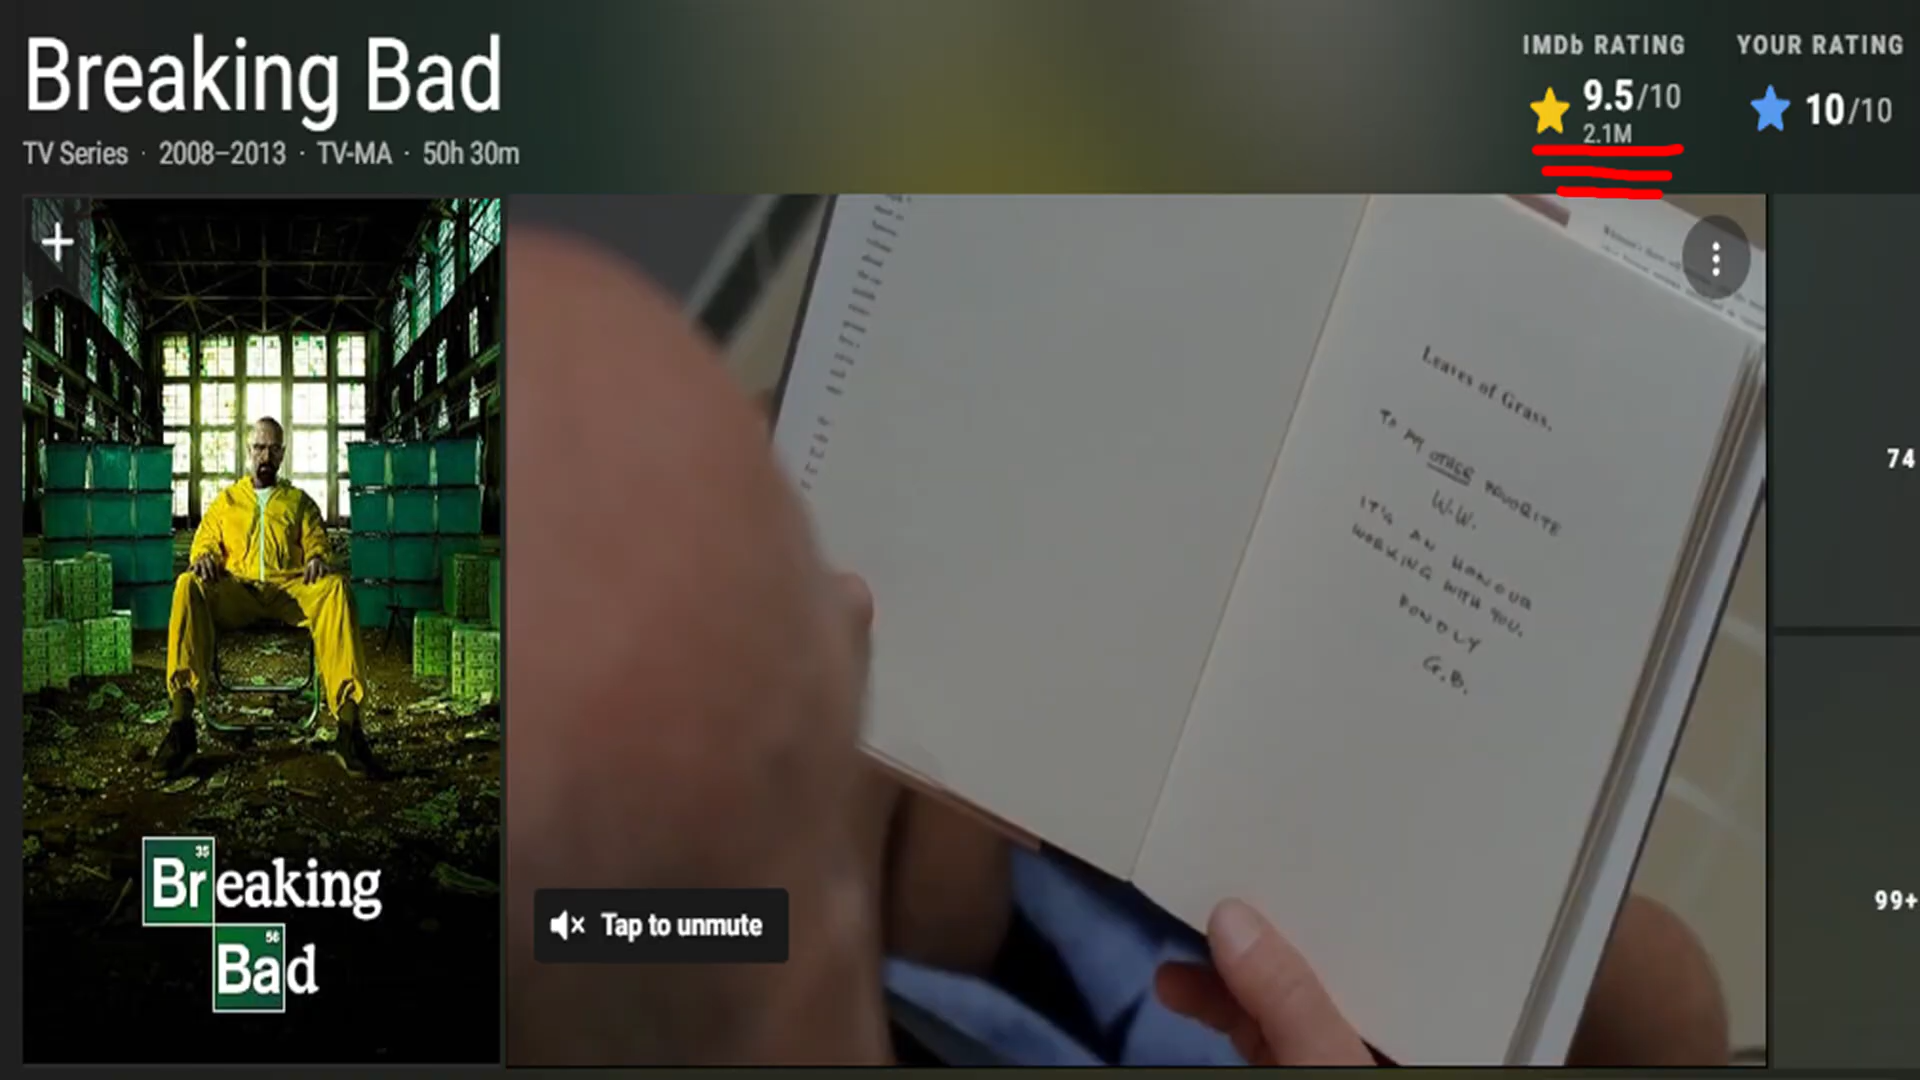 Breaking Bad
TV Series · 2008–2013 · TV-MA · 50h 30m
IMDb RATING
9.5/10
2.1M
YOUR RATING
10/10
Leaves of Grass.
TO MY OTHER FAVORITE
W.W.
IT'S AN HONOUR
WORKING WITH YOU.
FONDLY
G.B.
74
99+
35
Breaking
56
Bad
Tap to unmute